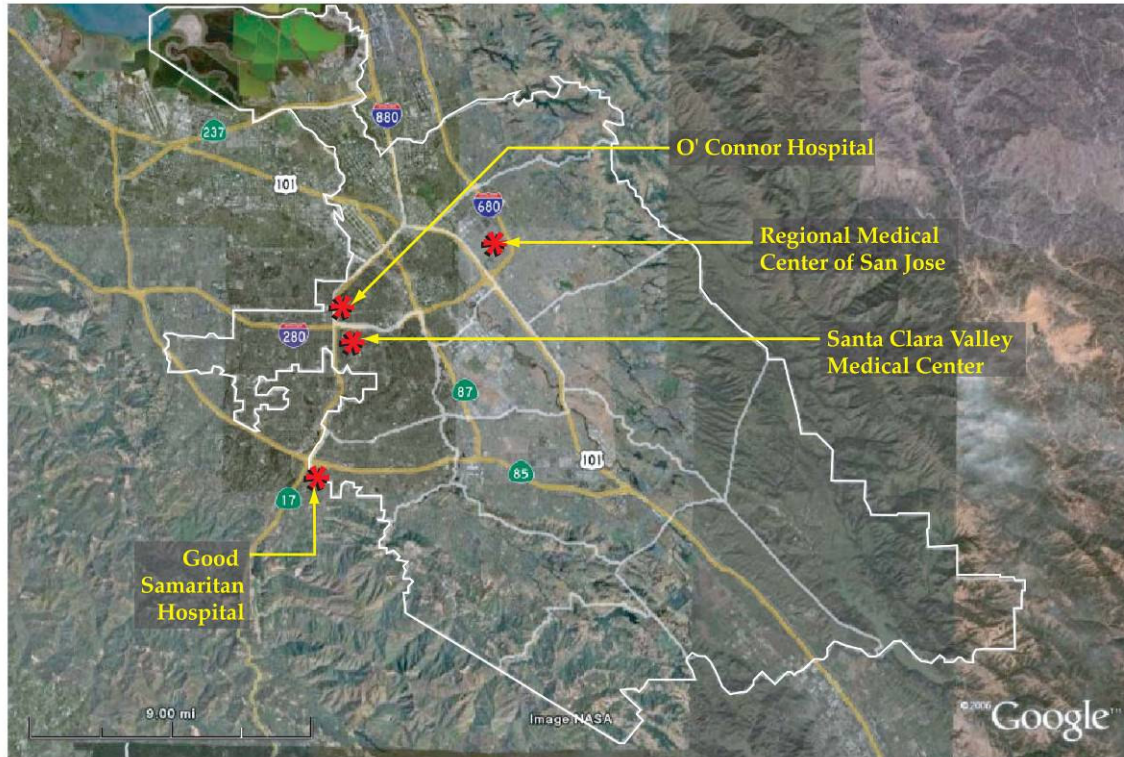 880
237
O' Connor Hospital
101
680
Regional Medical
Center of San Jose
280
Santa Clara Valley
Medical Center
87
101
85
17
Good
Samaritan
Hospital
9.00 mi
Image NASA
©2006 Google™